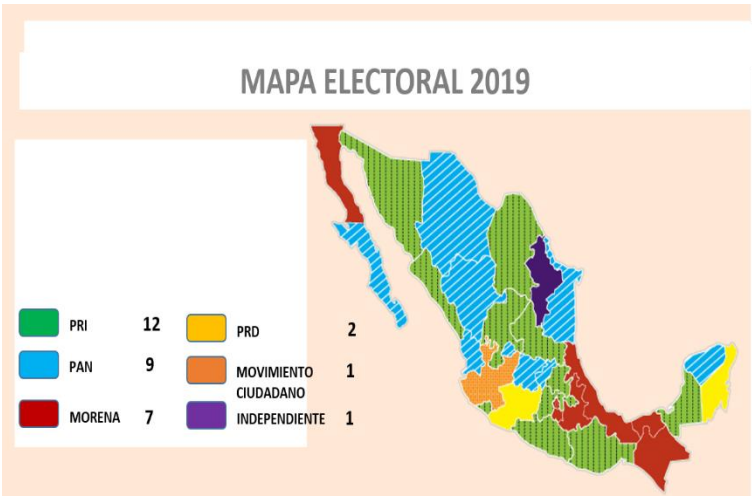 MAPA ELECTORAL 2019
PRI 12
PAN 9
MORENA 7
PRD 2
MOVIMIENTO 1
CIUDADANO
INDEPENDIENTE 1